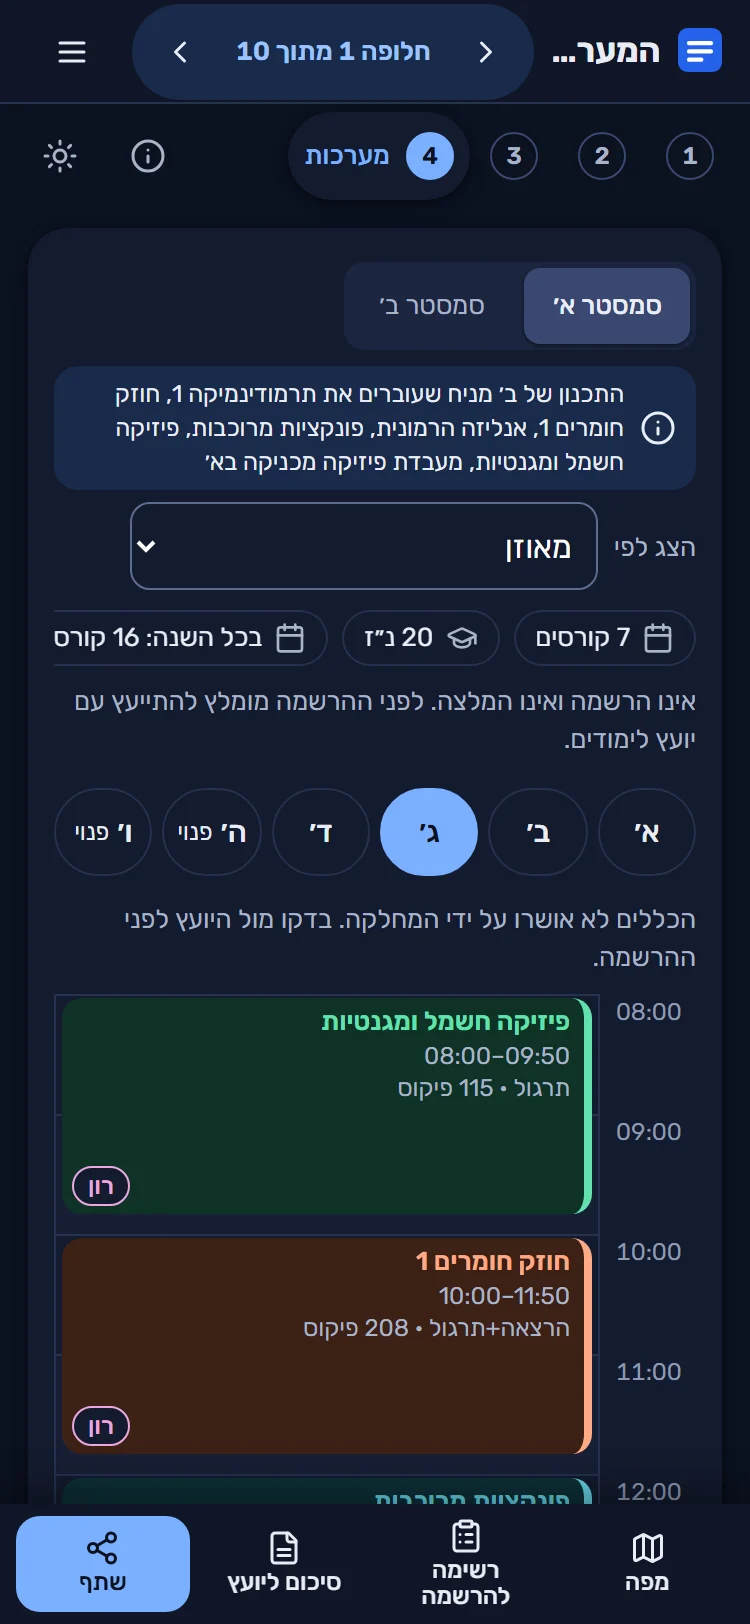 המער...
חלופה 1 מתוך 10
1
2
3
4 מערכות
סמסטר א׳
סמסטר ב׳
התכנון של ב׳ מניח שעוברים את תרמודינמיקה 1, חוזק
חומרים 1, אנליזה הרמונית, פונקציות מרוכבות, פיזיקה
חשמל ומגנטיות, מעבדת פיזיקה מכניקה בא׳
הצג לפי
מאוזן
7 קורסים
20 נ״ז
בכל השנה: 16 קורס
אינו הרשמה ואינו המלצה. לפני ההרשמה מומלץ להתייעץ עם
יועץ לימודים.
א׳
ב׳
ג׳
ד׳
ה׳ פנוי
ו׳ פנוי
הכללים לא אושרו על ידי המחלקה. בדקו מול היועץ לפני
ההרשמה.
08:00
פיזיקה חשמל ומגנטיות
08:00–09:50
תרגול • 115 פיקוס
09:00
רון
10:00
חוזק חומרים 1
10:00–11:50
הרצאה+תרגול • 208 פיקוס
11:00
רון
12:00
פונקציות מרוכבות
מפה
רשימה
להרשמה
סיכום ליועץ
שתף